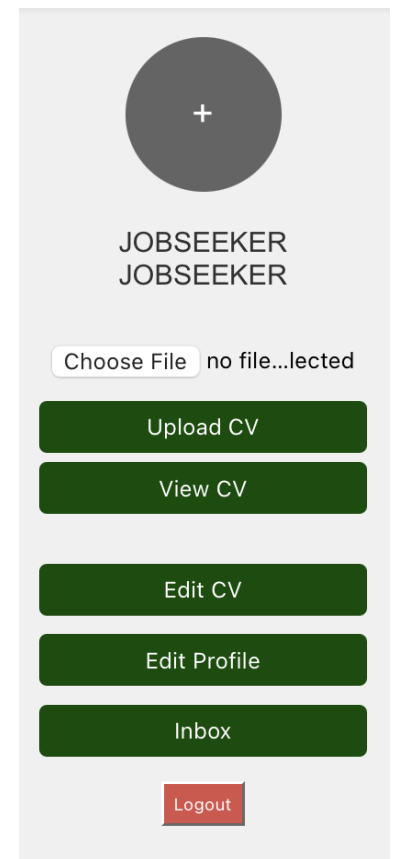 +
JOBSEEKER
JOBSEEKER
Choose File no file...lected
Upload CV
View CV
Edit CV
Edit Profile
Inbox
Logout